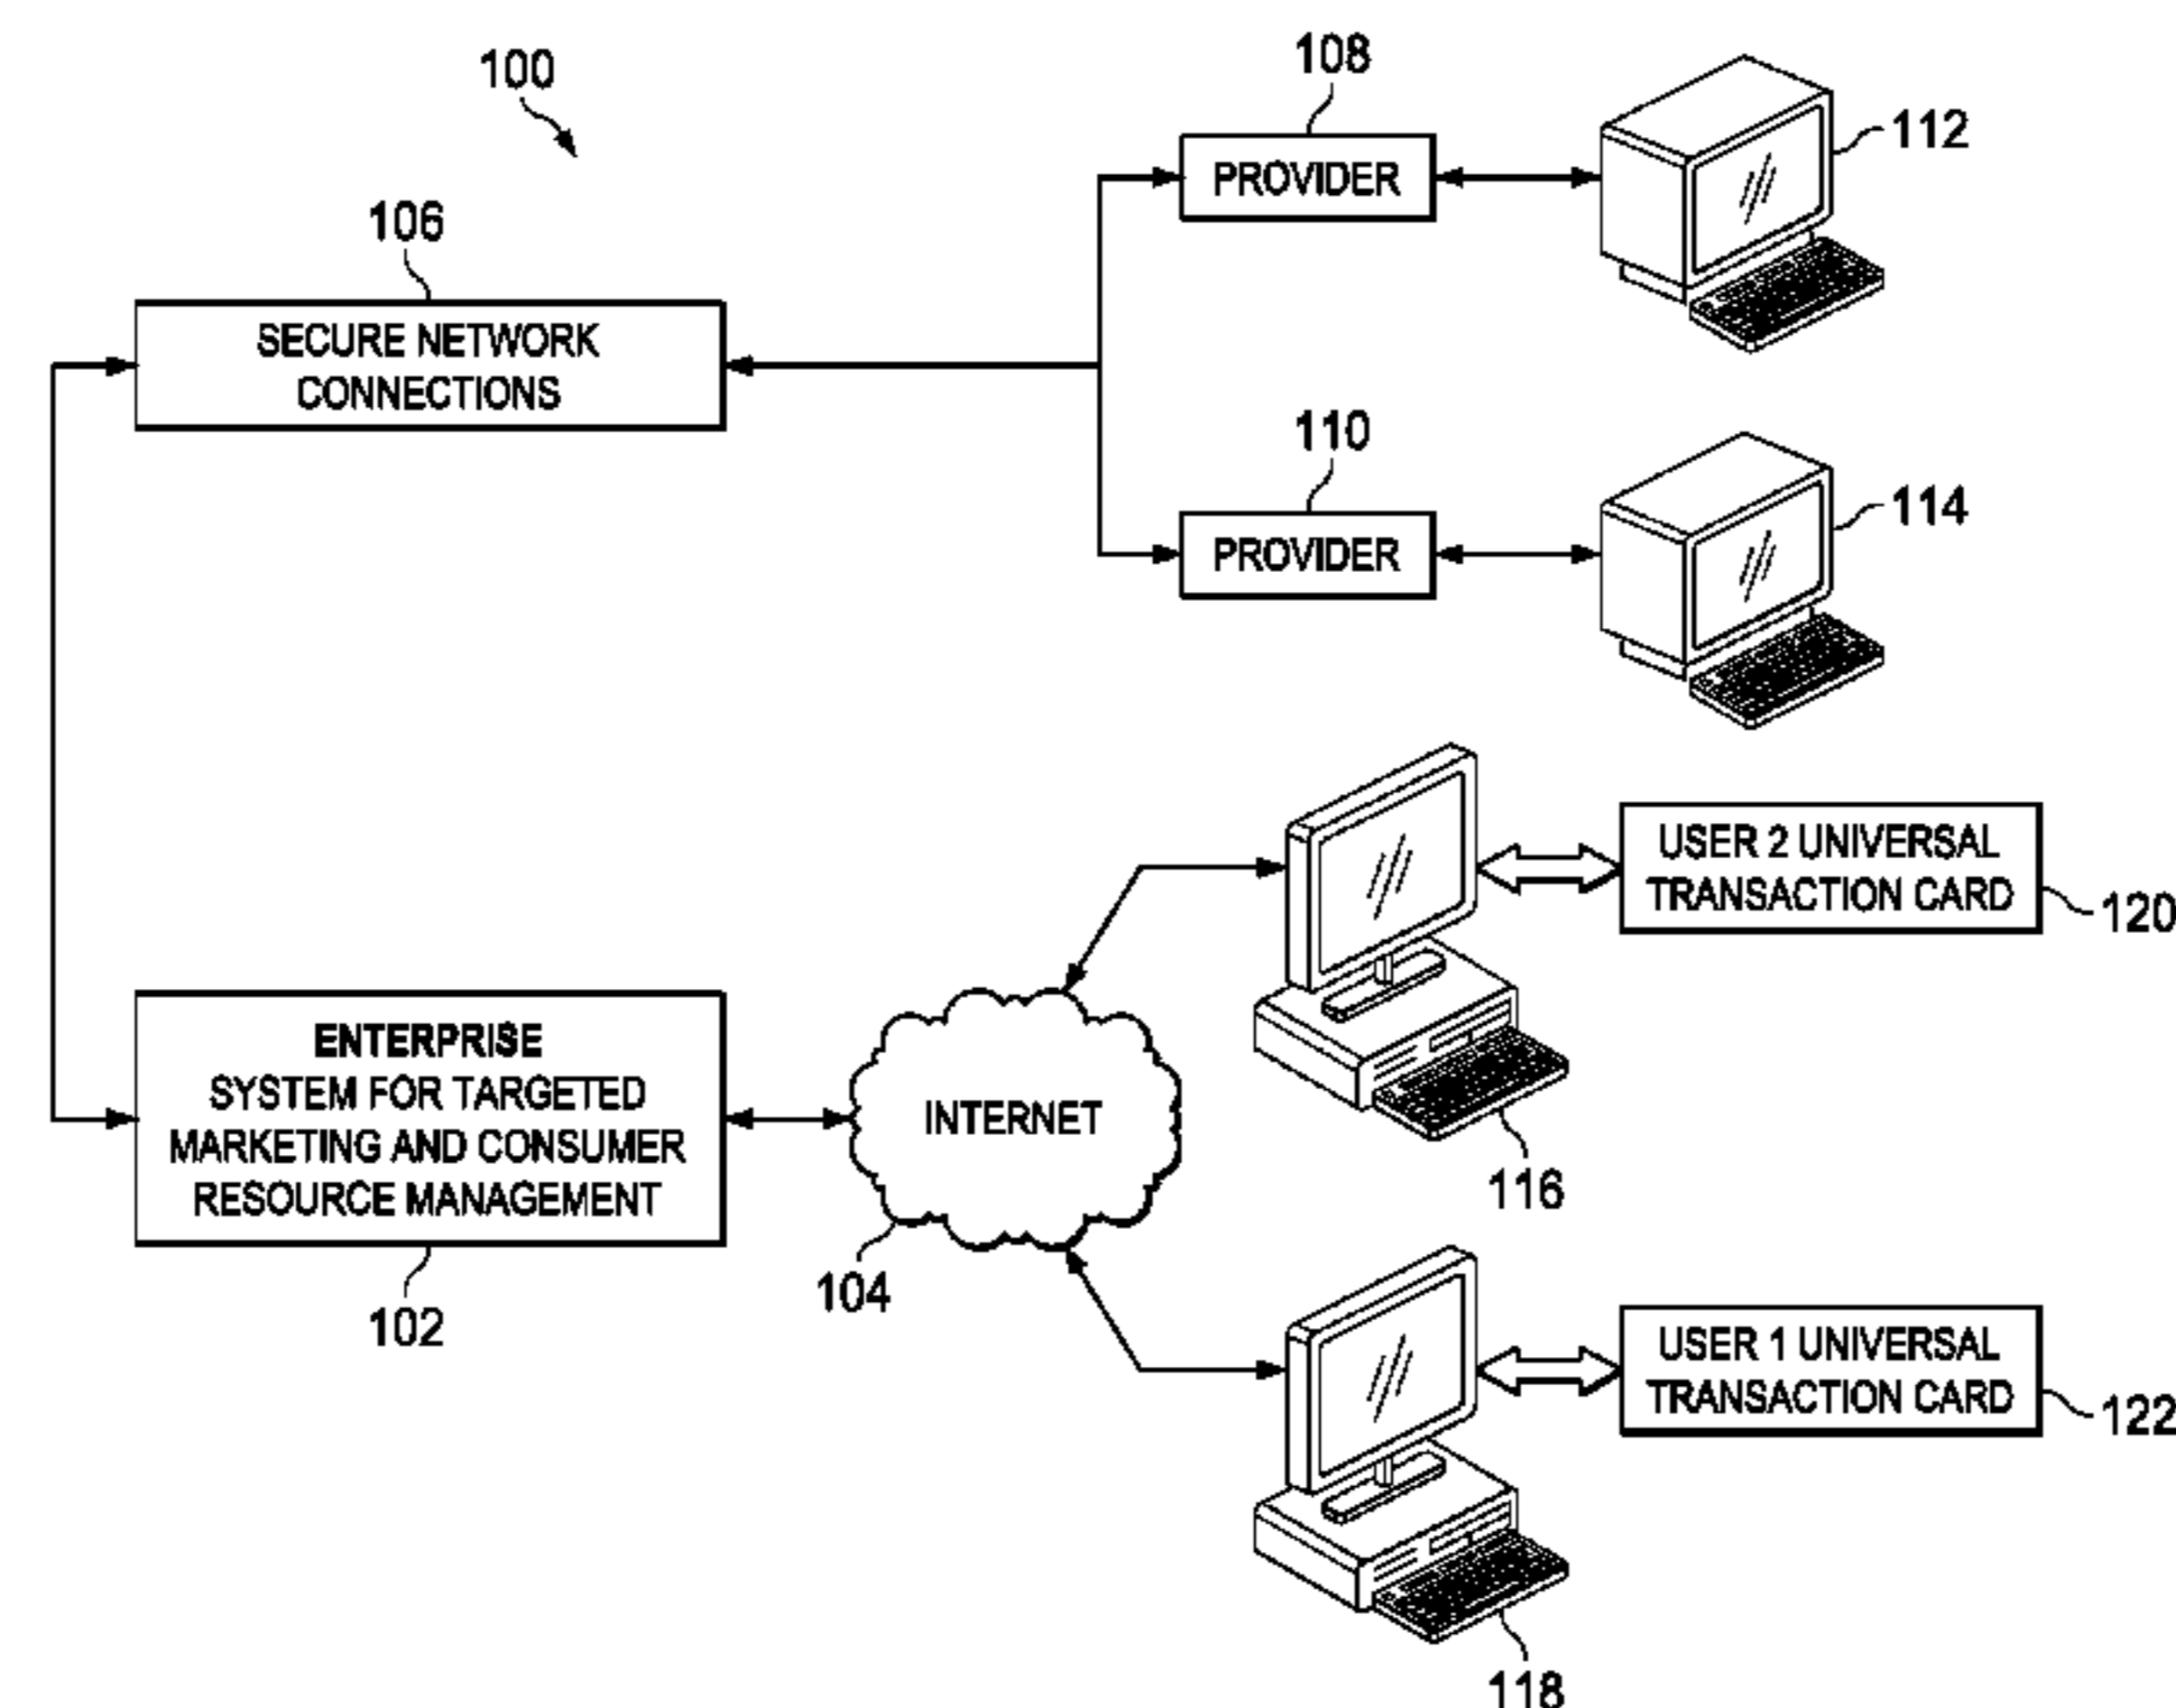 100
108
PROVIDER
112
106
SECURE NETWORK
CONNECTIONS
110
PROVIDER
114
USER 2 UNIVERSAL
TRANSACTION CARD
120
ENTERPRISE
SYSTEM FOR TARGETED
MARKETING AND CONSUMER
RESOURCE MANAGEMENT
102
INTERNET
104
116
USER 1 UNIVERSAL
TRANSACTION CARD
122
118